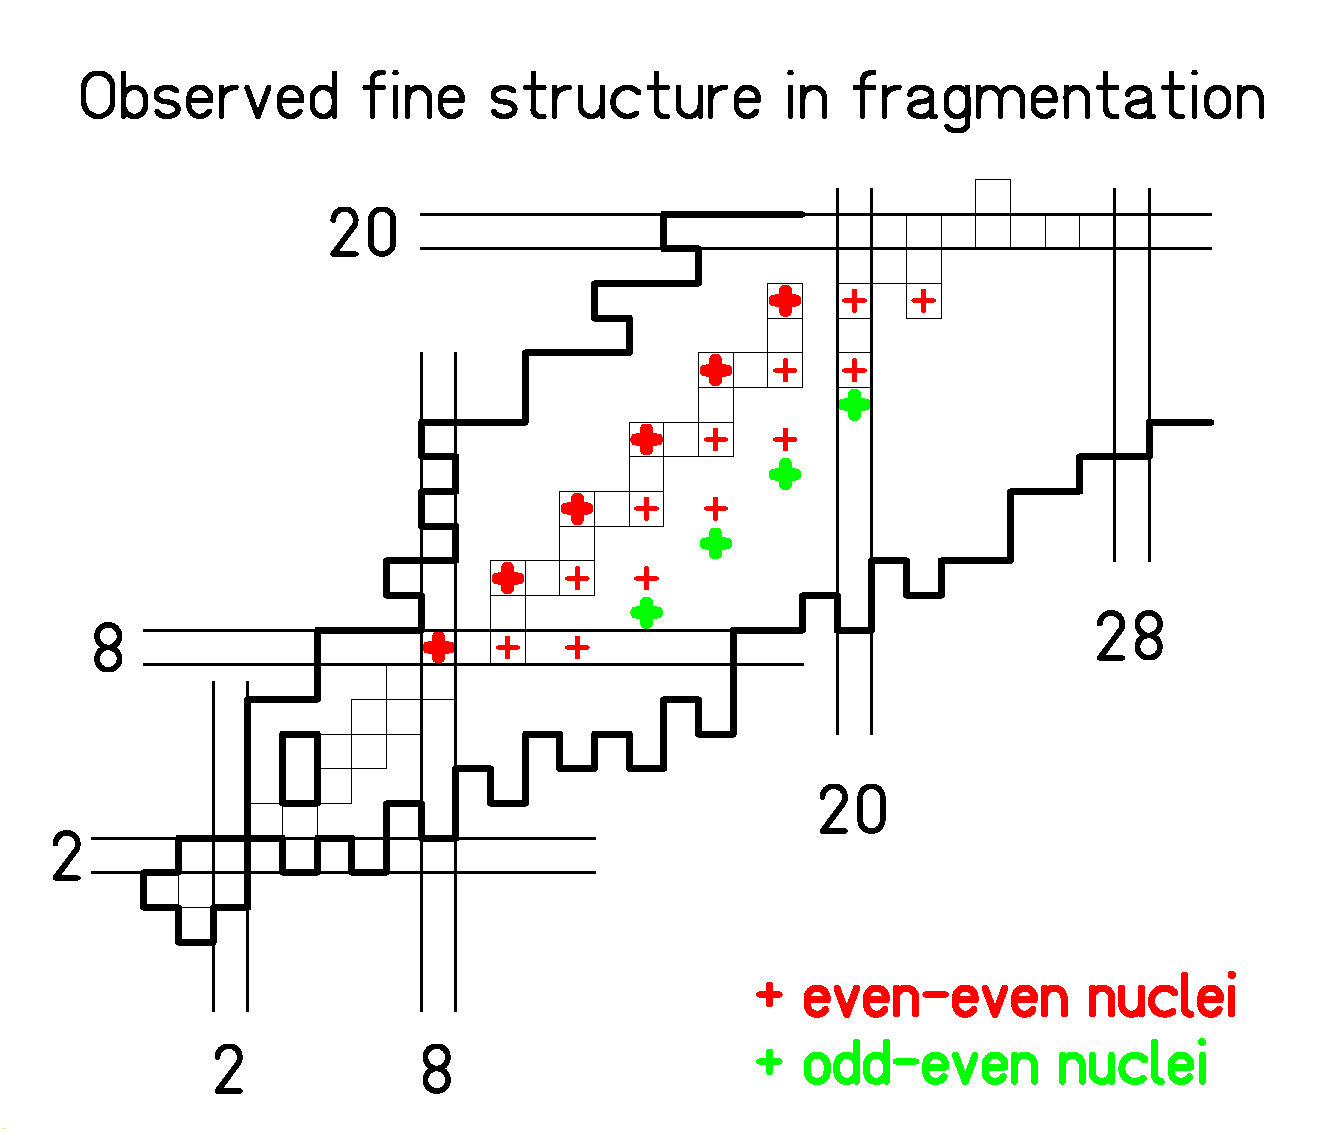 Observed fine structure in fragmentation
20
8
28
20
2
+ even-even nuclei
+ odd-even nuclei
2 8